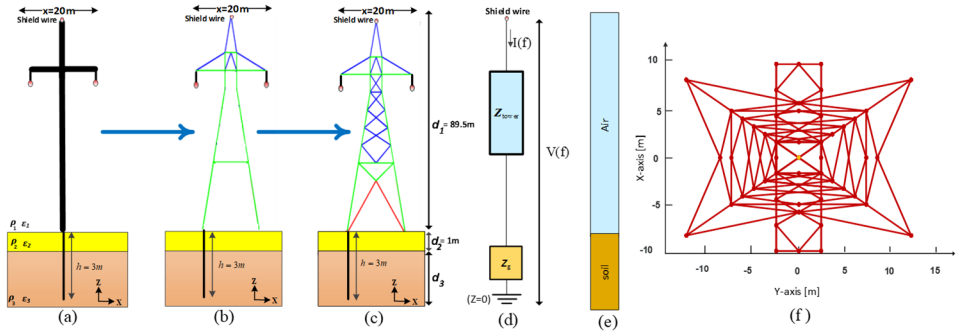 x=20m
Shield wire
ρ1 ε1
ρ2 ε2
h = 3m
ρ3 ε3
Z
X
(a)
x=20m
Shield wire
h = 3m
Z
X
(b)
x=20m
Shield wire
d1= 89.5m
d2= 1m
h = 3m
d3
Z
X
(c)
Shield wire
I(f)
Ztower
V(f)
Zg
(Z=0)
(d)
Air
soil
(e)
X-axis [m]
10
5
0
-5
-10
-10
-5
0
5
10
15
Y-axis [m]
(f)